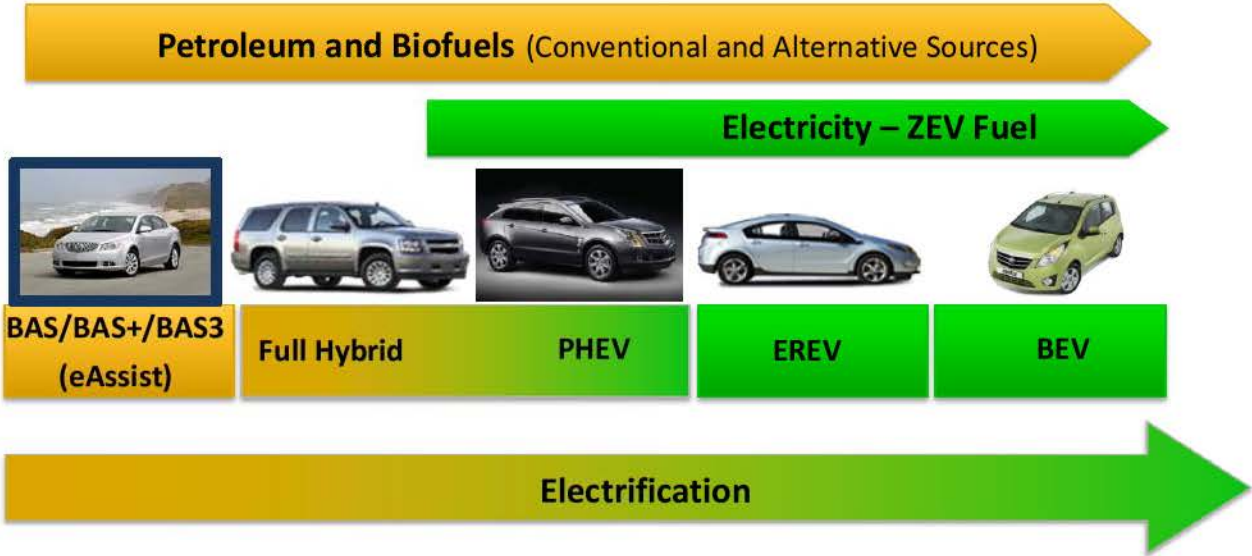 Petroleum and Biofuels (Conventional and Alternative Sources)
Electricity – ZEV Fuel
BAS/BAS+/BAS3
(eAssist)
Full Hybrid
PHEV
EREV
BEV
Electrification